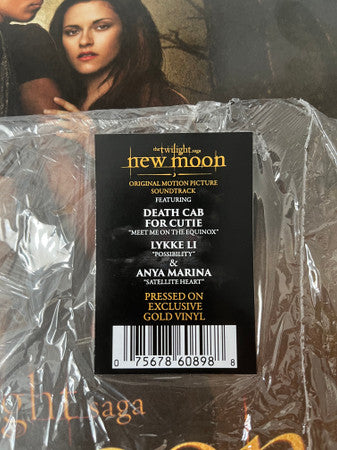 the twilight saga
new moon
ORIGINAL MOTION PICTURE
SOUNDTRACK
FEATURING
DEATH CAB
FOR CUTIE
"MEET ME ON THE EQUINOX"
LYKKE LI
"POSSIBILITY"
&
ANYA MARINA
"SATELLITE HEART"
PRESSED ON
EXCLUSIVE
GOLD VINYL
0 75678 60898 8
ght saga